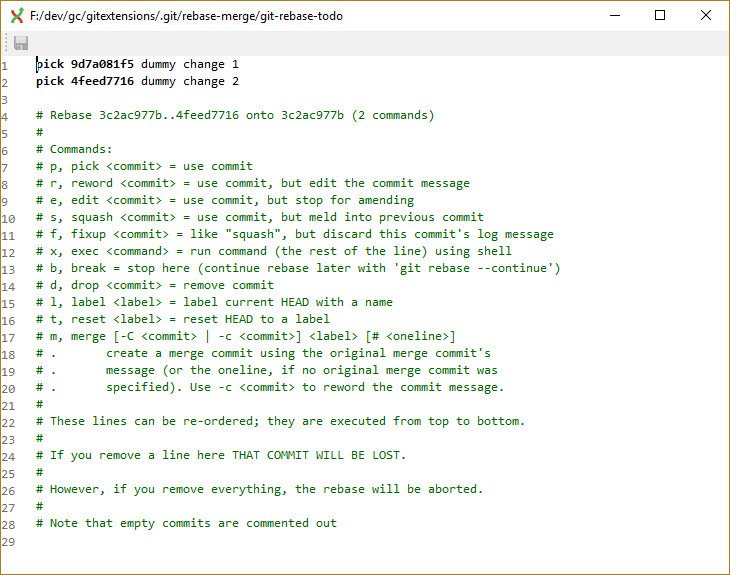 F:/dev/gc/gitextensions/.git/rebase-merge/git-rebase-todo
1 pick 9d7a081f5 dummy change 1
2 pick 4feed7716 dummy change 2
3
4 # Rebase 3c2ac977b..4feed7716 onto 3c2ac977b (2 commands)
5 #
6 # Commands:
7 # p, pick <commit> = use commit
8 # r, reword <commit> = use commit, but edit the commit message
9 # e, edit <commit> = use commit, but stop for amending
10 # s, squash <commit> = use commit, but meld into previous commit
11 # f, fixup <commit> = like "squash", but discard this commit's log message
12 # x, exec <command> = run command (the rest of the line) using shell
13 # b, break = stop here (continue rebase later with 'git rebase --continue')
14 # d, drop <commit> = remove commit
15 # l, label <label> = label current HEAD with a name
16 # t, reset <label> = reset HEAD to a label
17 # m, merge [-C <commit> | -c <commit>] <label> [# <oneline>]
18 # .       create a merge commit using the original merge commit's
19 # .       message (or the oneline, if no original merge commit was
20 # .       specified). Use -c <commit> to reword the commit message.
21 #
22 # These lines can be re-ordered; they are executed from top to bottom.
23 #
24 # If you remove a line here THAT COMMIT WILL BE LOST.
25 #
26 # However, if you remove everything, the rebase will be aborted.
27 #
28 # Note that empty commits are commented out
29